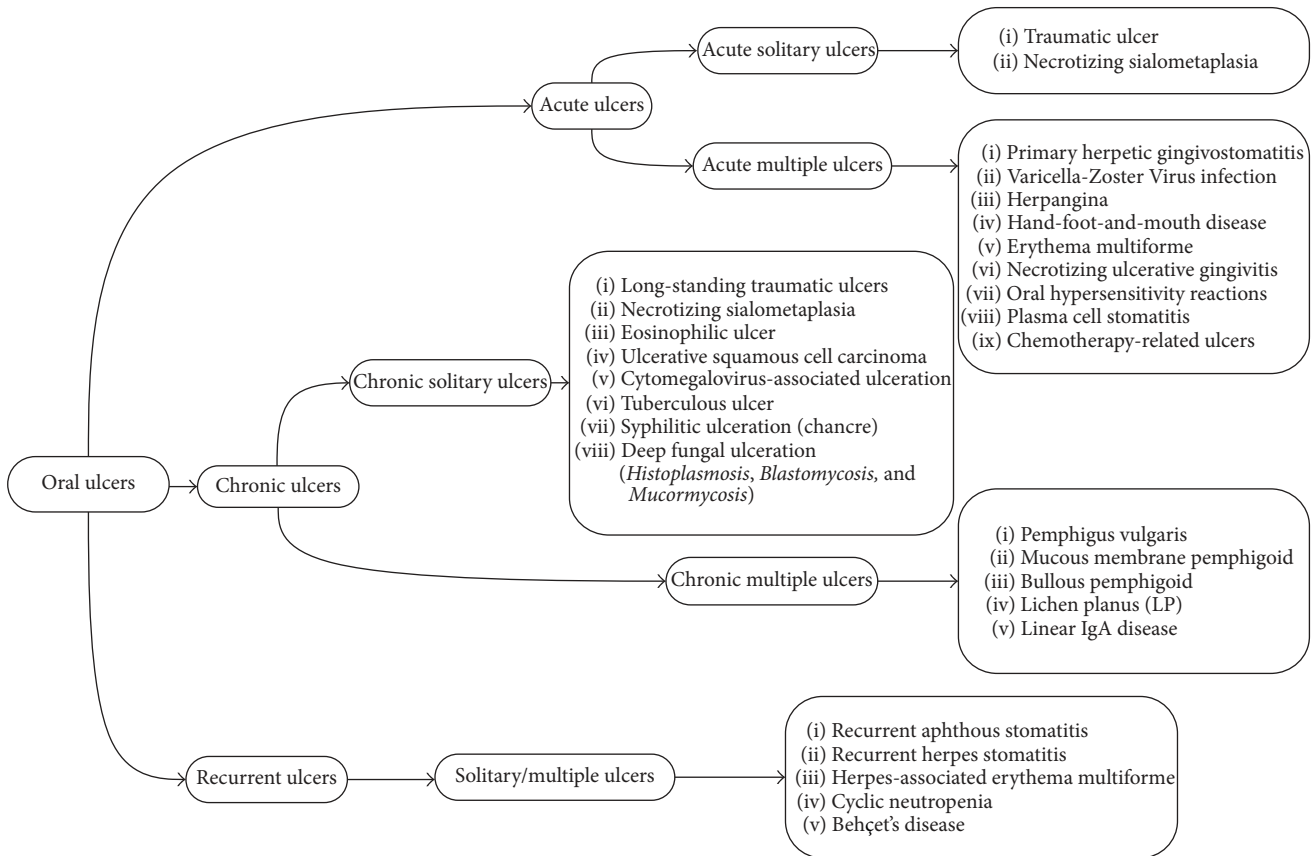 Oral ulcers
Acute ulcers
Acute solitary ulcers
(i) Traumatic ulcer
(ii) Necrotizing sialometaplasia
Acute multiple ulcers
(i) Primary herpetic gingivostomatitis
(ii) Varicella-Zoster Virus infection
(iii) Herpangina
(iv) Hand-foot-and-mouth disease
(v) Erythema multiforme
(vi) Necrotizing ulcerative gingivitis
(vii) Oral hypersensitivity reactions
(viii) Plasma cell stomatitis
(ix) Chemotherapy-related ulcers
Chronic ulcers
Chronic solitary ulcers
(i) Long-standing traumatic ulcers
(ii) Necrotizing sialometaplasia
(iii) Eosinophilic ulcer
(iv) Ulcerative squamous cell carcinoma
(v) Cytomegalovirus-associated ulceration
(vi) Tuberculous ulcer
(vii) Syphilitic ulceration (chancre)
(viii) Deep fungal ulceration
(Histoplasmosis, Blastomycosis, and
Mucormycosis)
Chronic multiple ulcers
(i) Pemphigus vulgaris
(ii) Mucous membrane pemphigoid
(iii) Bullous pemphigoid
(iv) Lichen planus (LP)
(v) Linear IgA disease
Recurrent ulcers
Solitary/multiple ulcers
(i) Recurrent aphthous stomatitis
(ii) Recurrent herpes stomatitis
(iii) Herpes-associated erythema multiforme
(iv) Cyclic neutropenia
(v) Behçet's disease